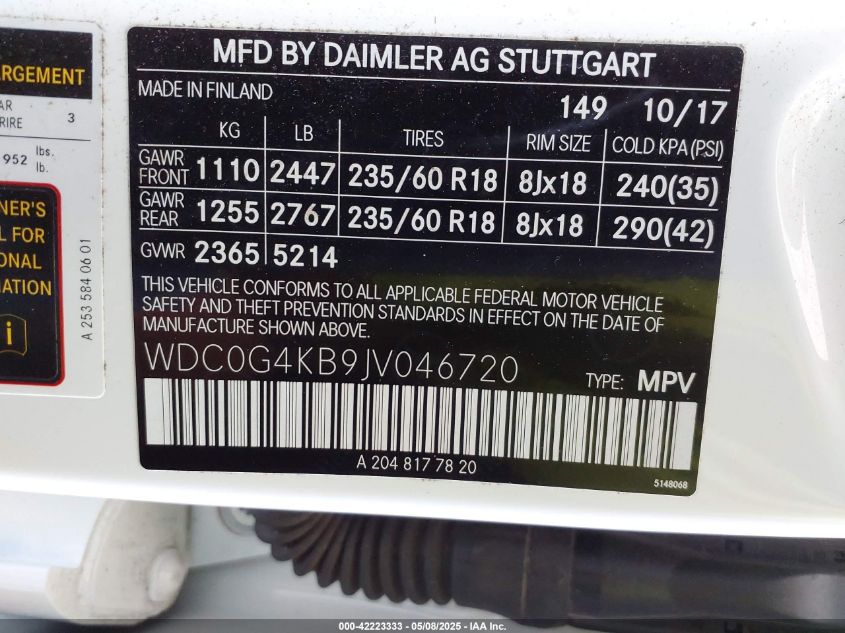 ARGEMENT
AR
RIRE 3
952 lbs.
lb.
NER'S
L FOR
ONAL
MATION
i
A 253 584 06 01
MFD BY DAIMLER AG STUTTGART
MADE IN FINLAND
149 10/17
KG LB TIRES RIM SIZE COLD KPA(PSI)
GAWR FRONT 1110 2447 235/60 R18 8Jx18 240(35)
GAWR REAR 1255 2767 235/60 R18 8Jx18 290(42)
GVWR 2365 5214
THIS VEHICLE CONFORMS TO ALL APPLICABLE FEDERAL MOTOR VEHICLE
SAFETY AND THEFT PREVENTION STANDARDS IN EFFECT ON THE DATE OF
MANUFACTURE SHOWN ABOVE.
WDC0G4KB9JV046720
TYPE: MPV
A 204 817 78 20
5148068
000-42223333 - 05/08/2025 - IAA Inc.